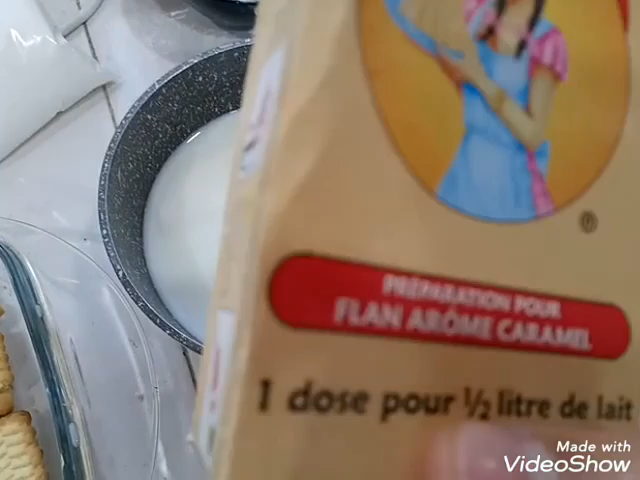 ®
PRÉPARATION POUR
FLAN ARÔME CARAMEL
1 dose pour ½ litre de lait
Made with
VideoShow